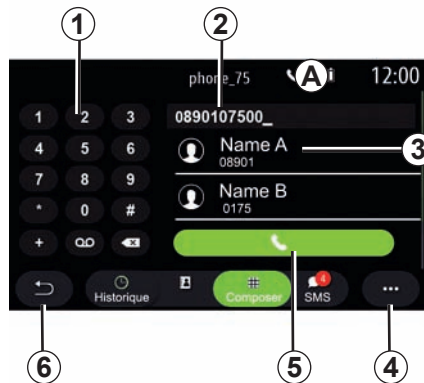 1 2
phone_75 A 12:00
1 2 3
0890107500_
4 5 6
Name A
08901
3
7 8 9
Name B
0175
* 0 #
+
Historique
Composer
4
SMS
6 5 4